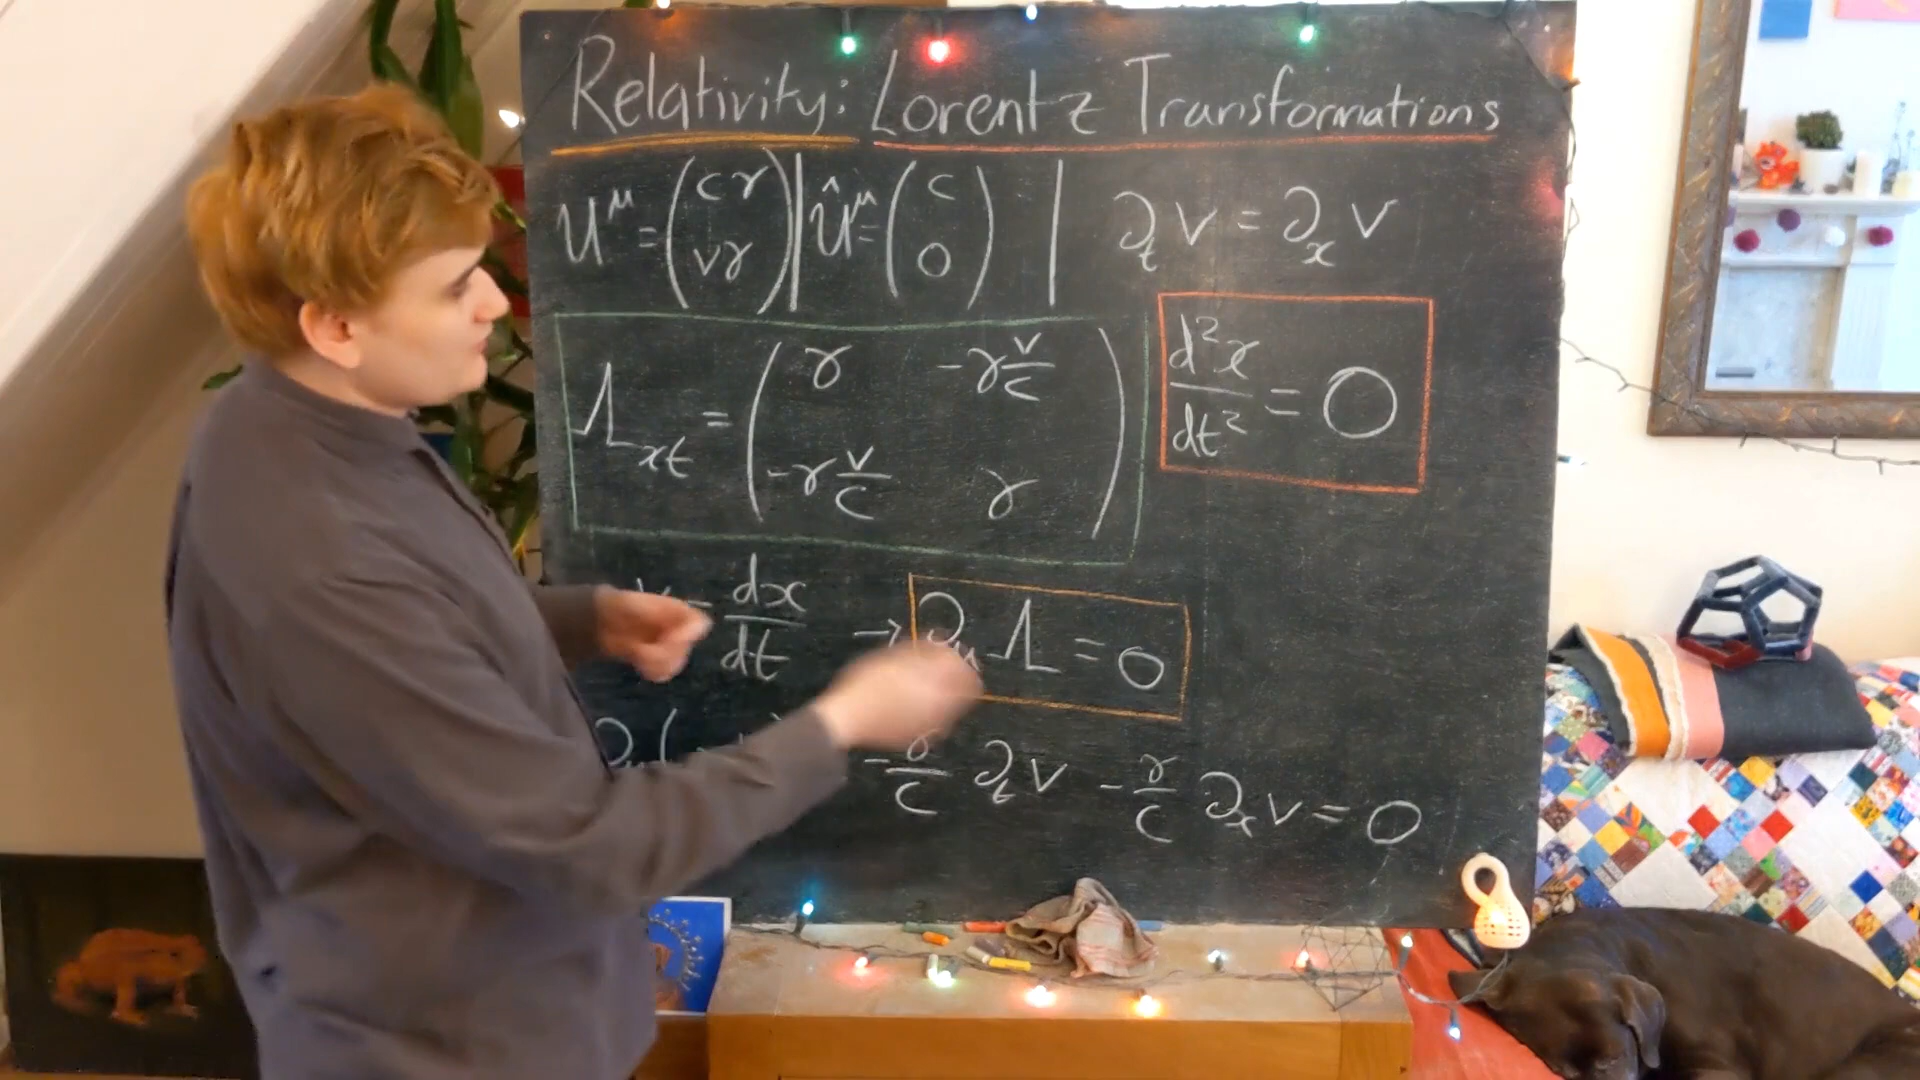 Relativity: Lorentz Transformations
U^μ = (cγ vγ) | Û^μ = (c 0) | ∂_t v = ∂_x v
Λ_xt = (γ -γ v/c -γ v/c γ)
d²x/dt² = 0
dx/dt → ∂_μ Λ = 0
-γ/c ∂_t v - γ/c ∂_x v = 0